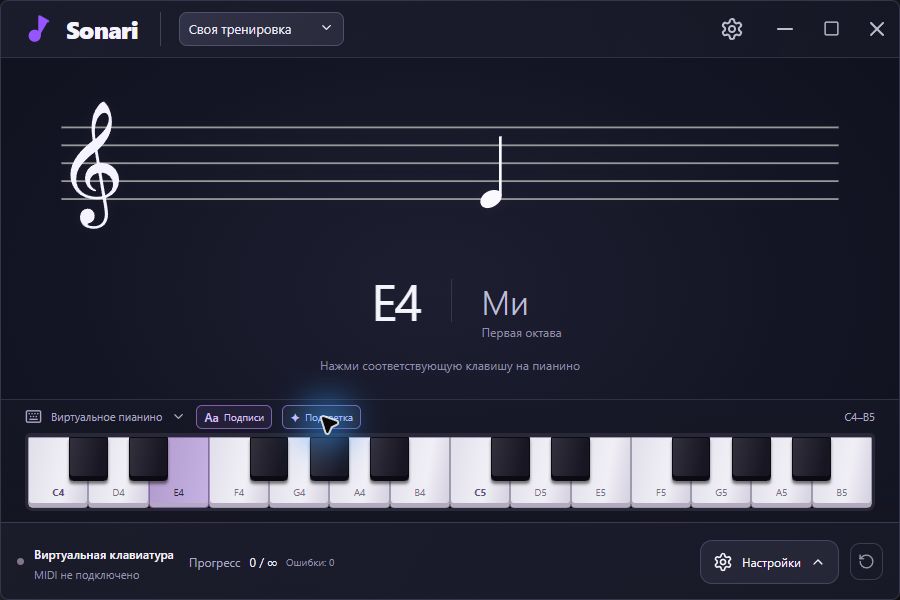 Sonari
Своя тренировка
E4
Ми
Первая октава
Нажми соответствующую клавишу на пианино
Виртуальное пианино
Aa Подписи
C4–B5
C4 D4 E4 F4 G4 A4 B4 C5 D5 E5 F5 G5 A5 B5
Виртуальная клавиатура
MIDI не подключено
Прогресс 0 / ∞ Ошибки: 0
Настройки